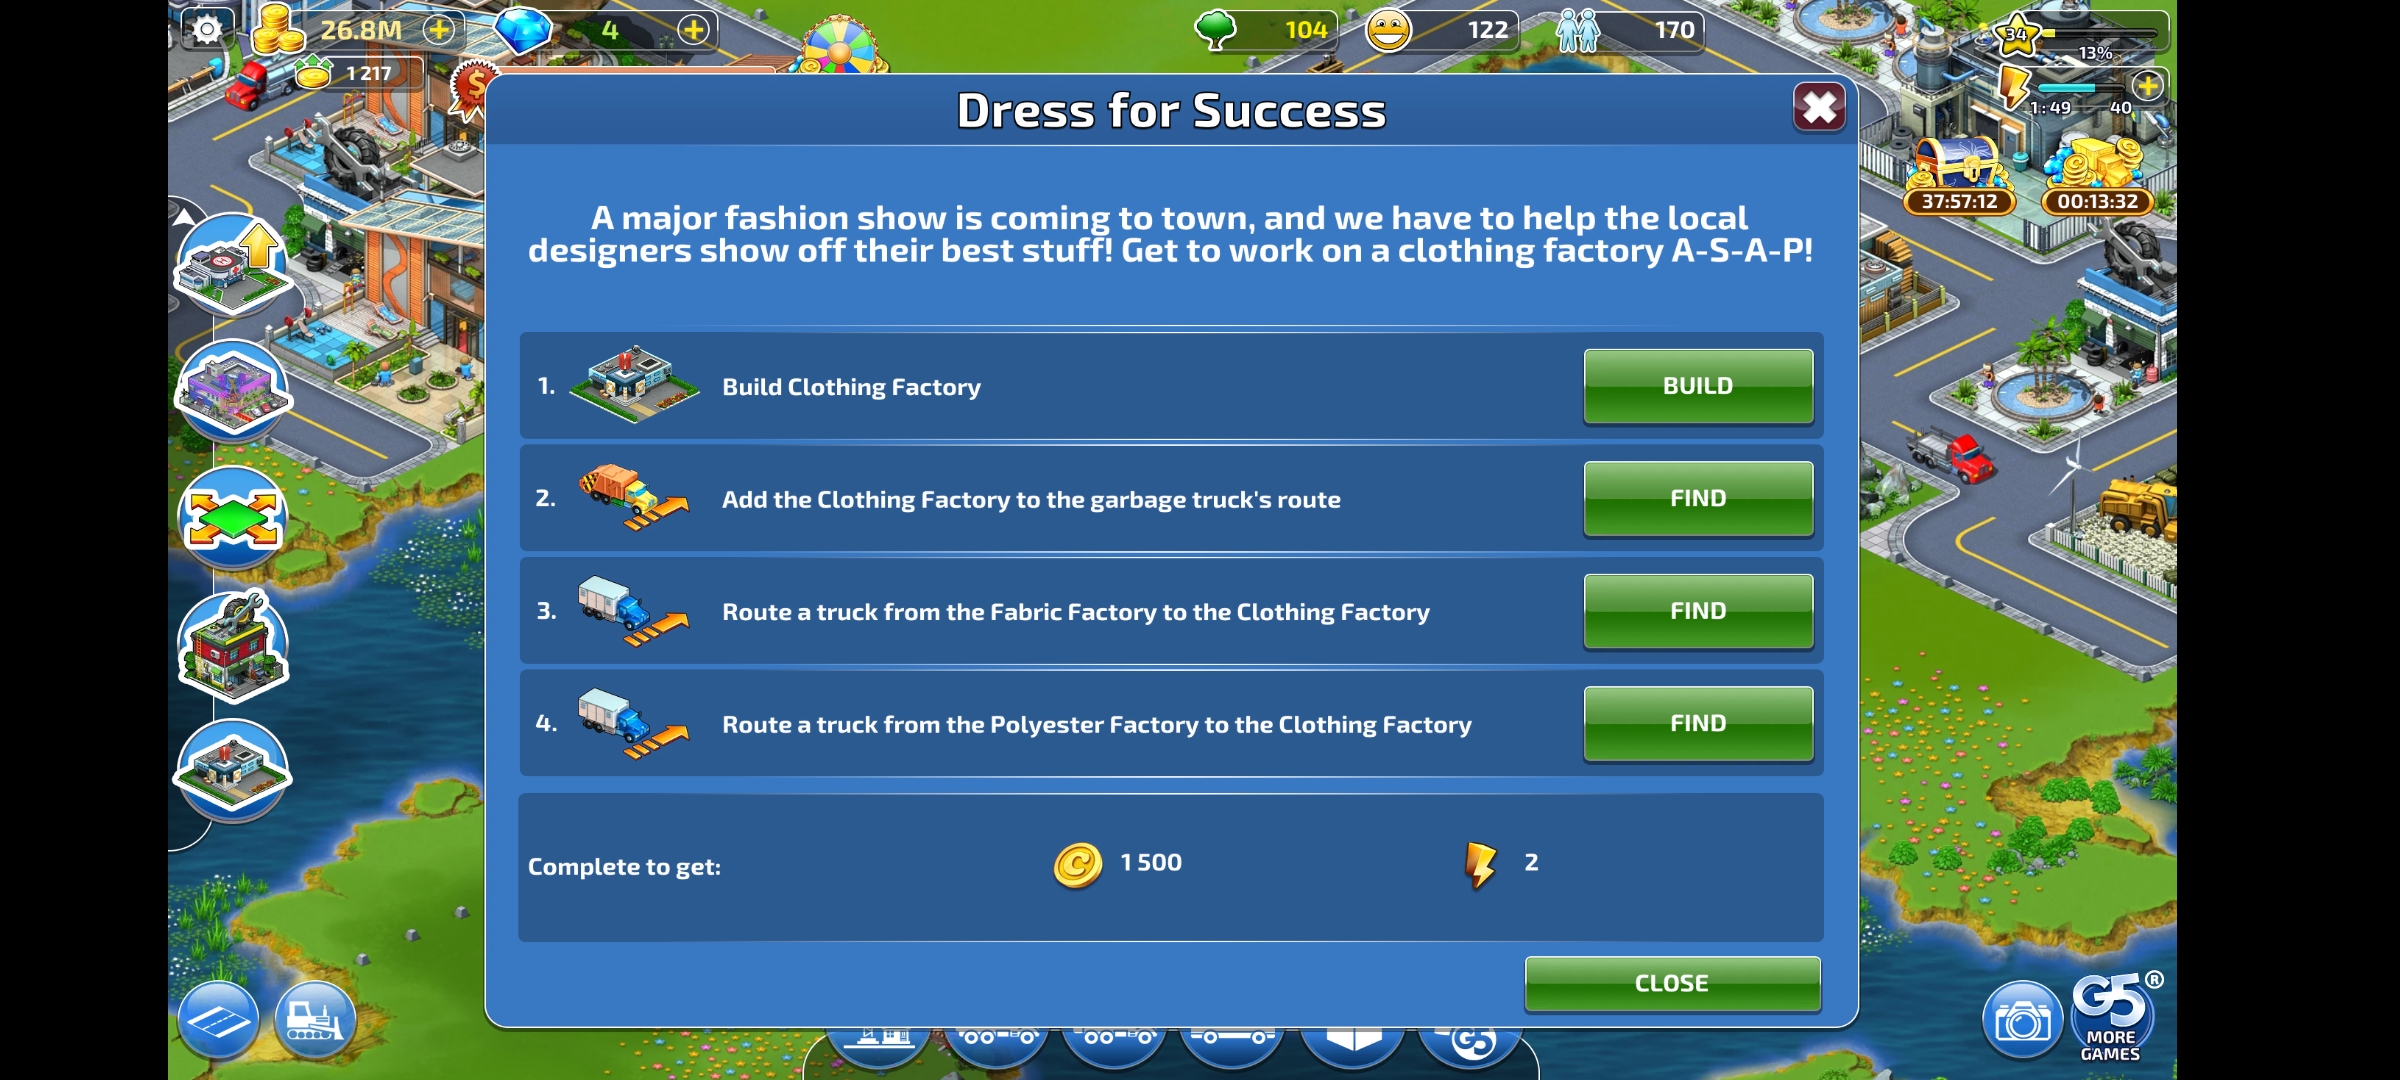 26.8M
4
104
122
170
34
13%
1 217
1:49
40
Dress for Success
37:57:12
00:13:32
A major fashion show is coming to town, and we have to help the local
designers show off their best stuff! Get to work on a clothing factory A-S-A-P!
1.
Build Clothing Factory
BUILD
2.
Add the Clothing Factory to the garbage truck's route
FIND
3.
Route a truck from the Fabric Factory to the Clothing Factory
FIND
4.
Route a truck from the Polyester Factory to the Clothing Factory
FIND
Complete to get:
1 500
2
CLOSE
G5®
MORE
GAMES
G5